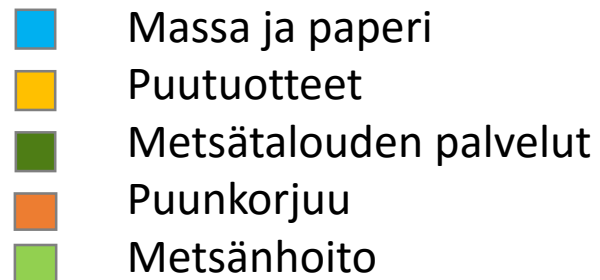 Massa ja paperi
Puutuotteet
Metsätalouden palvelut
Puunkorjuu
Metsänhoito